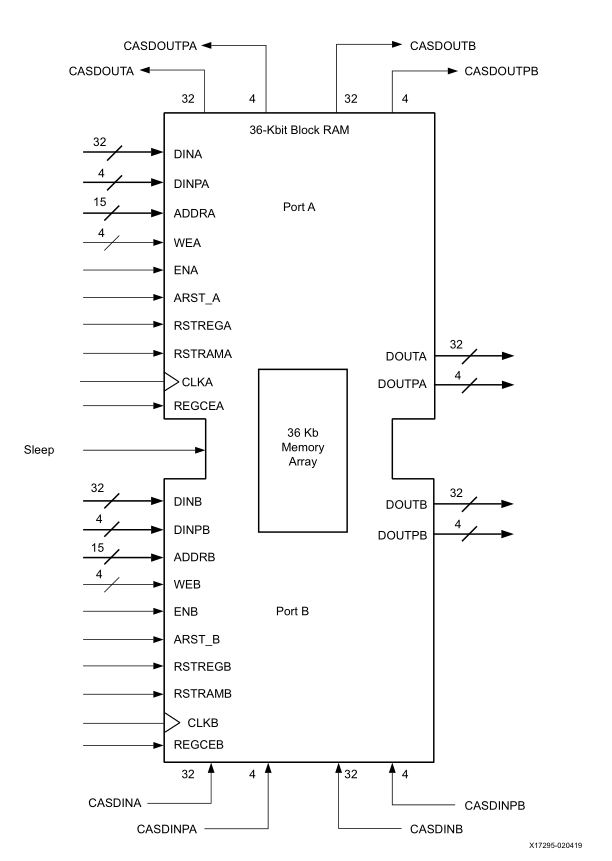 CASDOUTPA
CASDOUTB
CASDOUTA
CASDOUTPB
32 4 32 4
36-Kbit Block RAM
32
DINA
4
DINPA
Port A
15
ADDRA
4
WEA
ENA
ARST_A
RSTREGA
RSTRAMA
DOUTA
32
CLKA
DOUTPA
4
REGCEA
36 Kb
Memory
Array
Sleep
32
DINB
DOUTB
32
4
DINPB
DOUTPB
4
15
ADDRB
4
WEB
ENB
Port B
ARST_B
RSTREGB
RSTRAMB
CLKB
REGCEB
32 4 32 4
CASDINA
CASDINPB
CASDINPA
CASDINB
X17295-020419